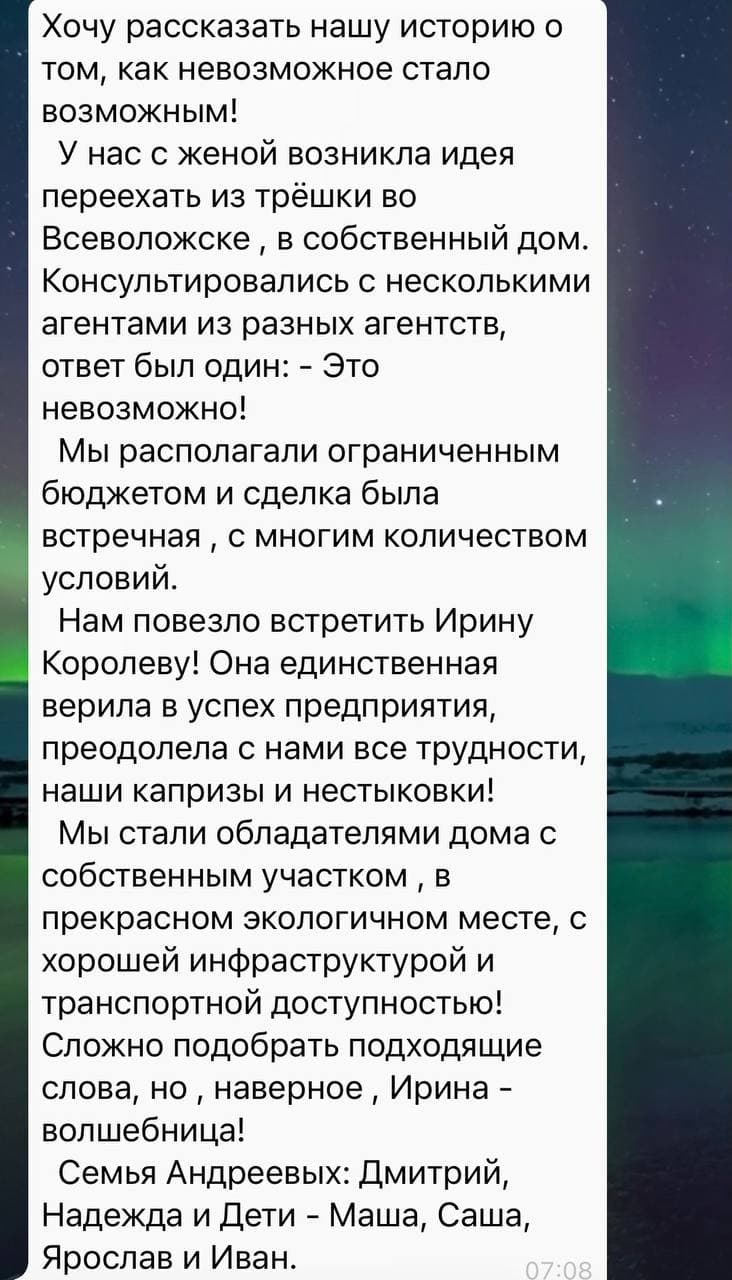 Хочу рассказать нашу историю о
том, как невозможное стало
возможным!
У нас с женой возникла идея
переехать из трёшки во
Всеволожске , в собственный дом.
Консультировались с несколькими
агентами из разных агентств,
ответ был один: - Это
невозможно!
Мы располагали ограниченным
бюджетом и сделка была
встречная , с многим количеством
условий.
Нам повезло встретить Ирину
Королеву! Она единственная
верила в успех предприятия,
преодолела с нами все трудности,
наши капризы и нестыковки!
Мы стали обладателями дома с
собственным участком , в
прекрасном экологичном месте, с
хорошей инфраструктурой и
транспортной доступностью!
Сложно подобрать подходящие
слова, но , наверное , Ирина -
волшебница!
Семья Андреевых: Дмитрий,
Надежда и Дети - Маша, Саша,
Ярослав и Иван.
07:08